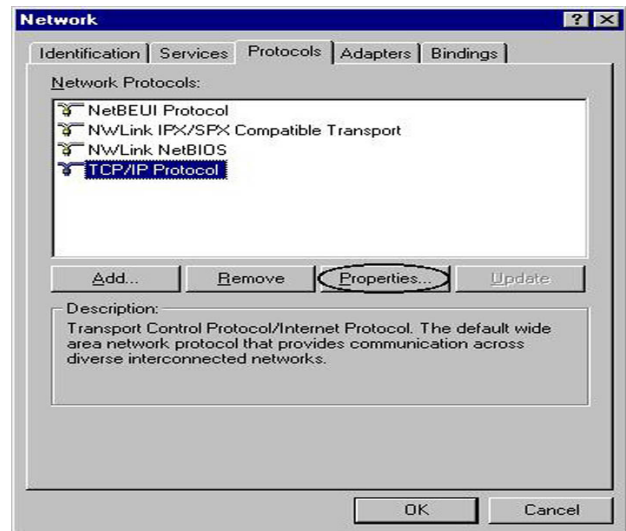 Network
Identification Services Protocols Adapters Bindings
Network Protocols:
NetBEUI Protocol
NWLink IPX/SPX Compatible Transport
NWLink NetBIOS
TCP/IP Protocol
Add... Remove Properties... Update
Description:
Transport Control Protocol/Internet Protocol. The default wide
area network protocol that provides communication across
diverse interconnected networks.
OK Cancel